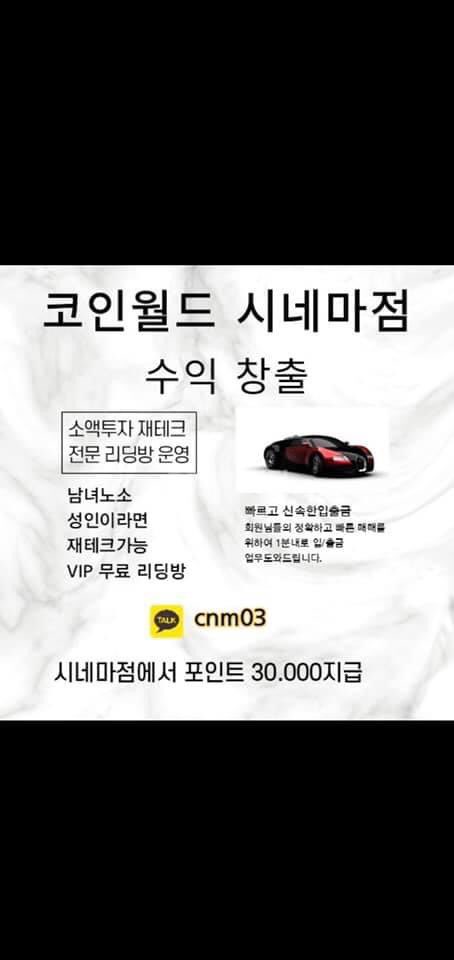 코인월드 시네마점
수익 창출
소액투자 재테크
전문 리딩방 운영
남녀노소
성인이라면
재테크가능
VIP 무료 리딩방
빠르고 신속한입출금
회원님들의 정확하고 빠른 매매를
위하여 1분내로 입/출금
업무도와드립니다.
TALK
cnm03
시네마점에서 포인트 30.000지급